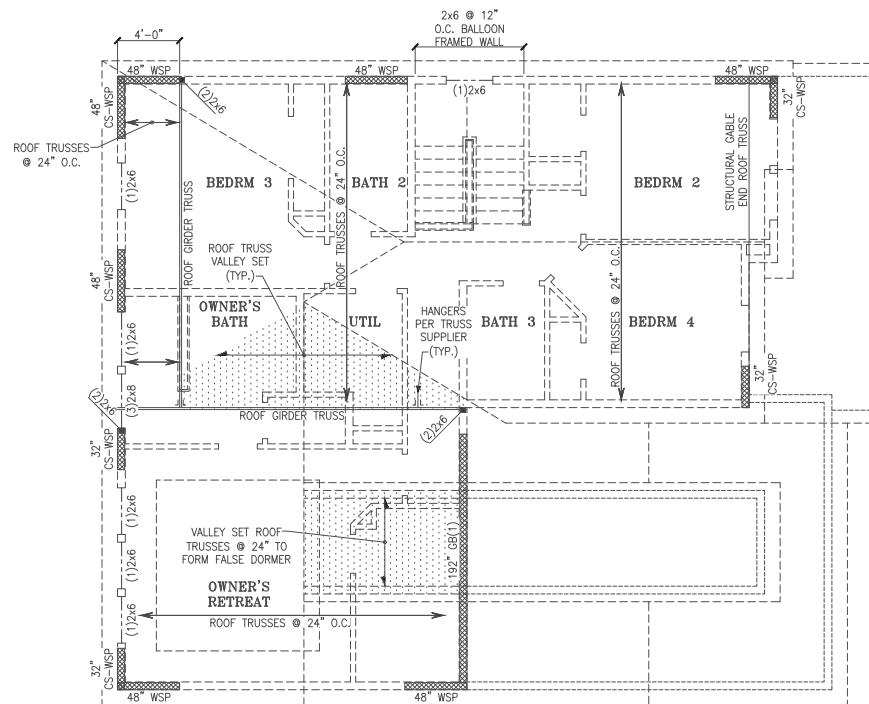 2x6 @ 12"
O.C. BALLOON
FRAMED WALL
4'-0"
48" WSP
48" WSP
(1)2x6
48" WSP
48"
CS-WSP
(2)2x6
32"
CS-WSP
ROOF TRUSSES
@ 24" O.C.
(1)2x6
BEDRM 3
ROOF GIRDER TRUSS
ROOF TRUSSES @ 24" O.C.
BATH 2
BEDRM 2
STRUCTURAL GABLE
END ROOF TRUSS
48"
CS-WSP
ROOF TRUSS
VALLEY SET
(TYP.)
OWNER'S
BATH
UTIL
HANGERS
PER TRUSS
SUPPLIER
(TYP.)
BATH 3
ROOF TRUSSES @ 24" O.C.
BEDRM 4
(1)2x6
(3)2x8
(2)2x6
ROOF GIRDER TRUSS
(2)2x6
32"
CS-WSP
32"
CS-WSP
(1)2x6
VALLEY SET ROOF
TRUSSES @ 24" TO
FORM FALSE DORMER
192" GB(1)
(1)2x6
OWNER'S
RETREAT
(1)2x6
ROOF TRUSSES @ 24" O.C.
32"
CS-WSP
48" WSP
48" WSP